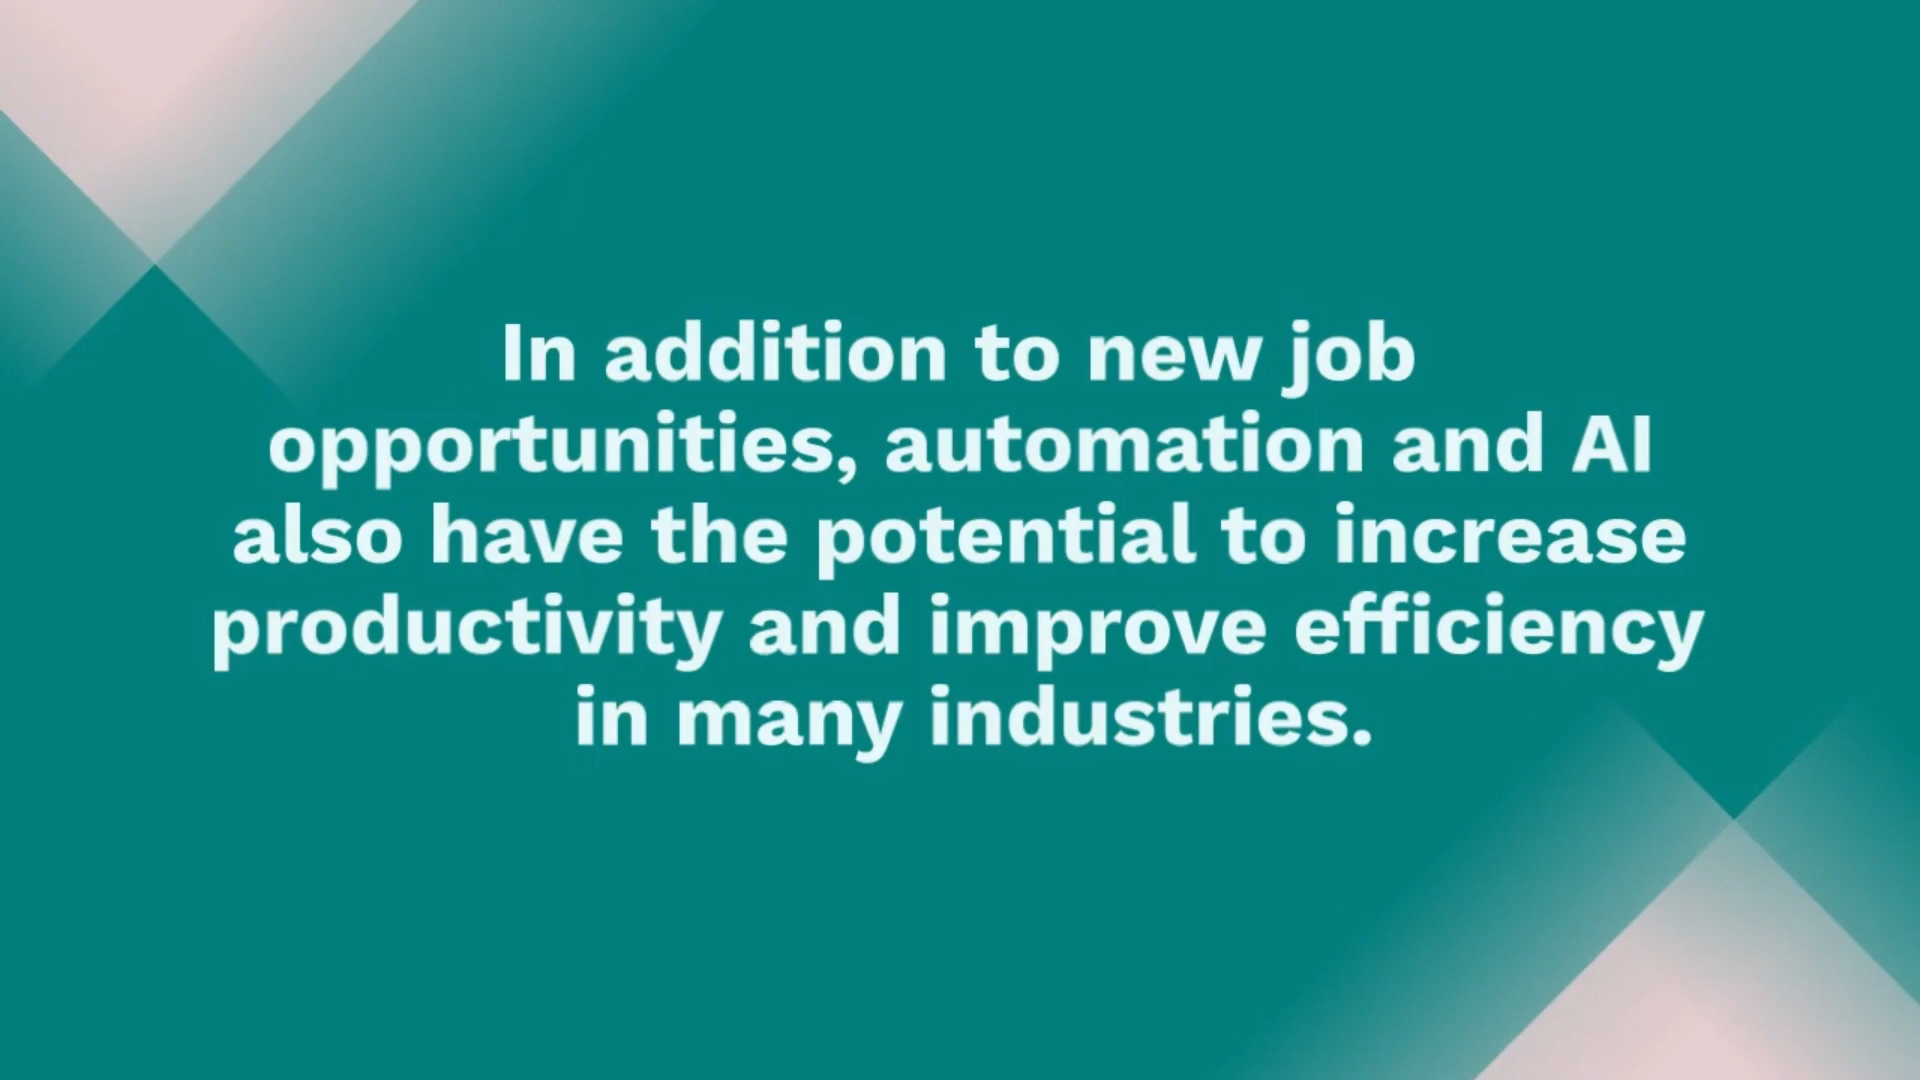 In addition to new job
opportunities, automation and AI
also have the potential to increase
productivity and improve efficiency
in many industries.